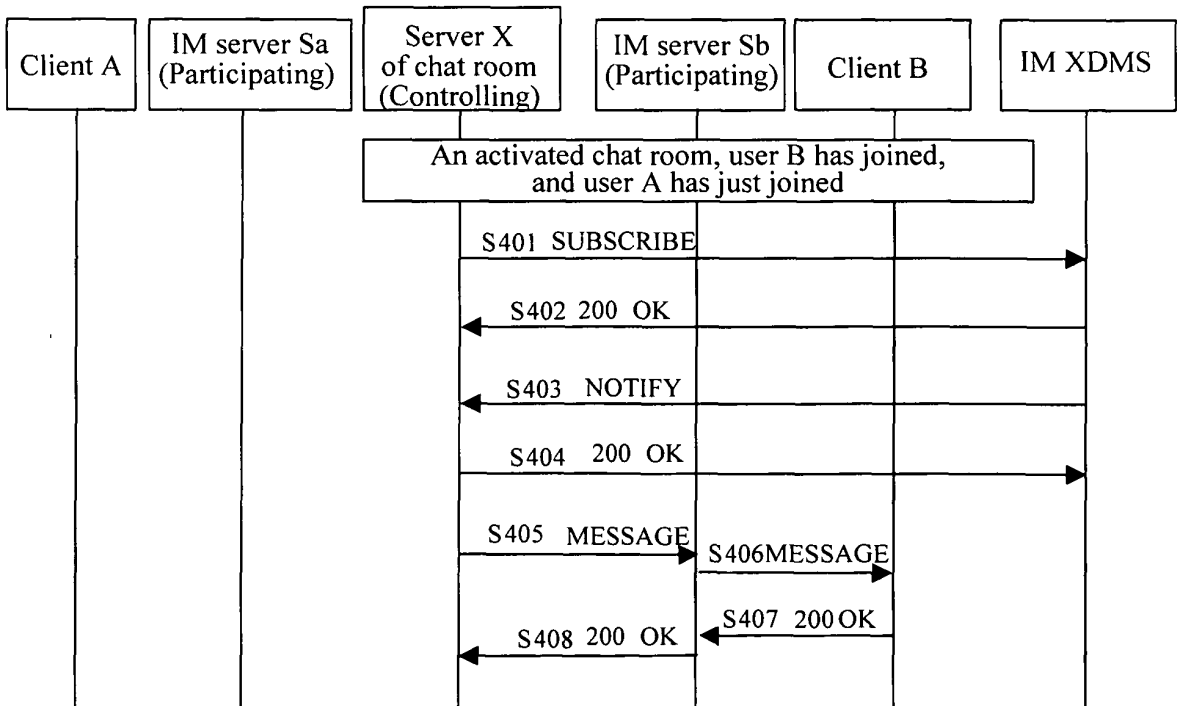 Client A
IM server Sa
(Participating)
Server X
of chat room
(Controlling)
IM server Sb
(Participating)
Client B
IM XDMS
An activated chat room, user B has joined,
and user A has just joined
S401 SUBSCRIBE
S402 200 OK
S403 NOTIFY
S404 200 OK
S405 MESSAGE
S406MESSAGE
S407 200 OK
S408 200 OK